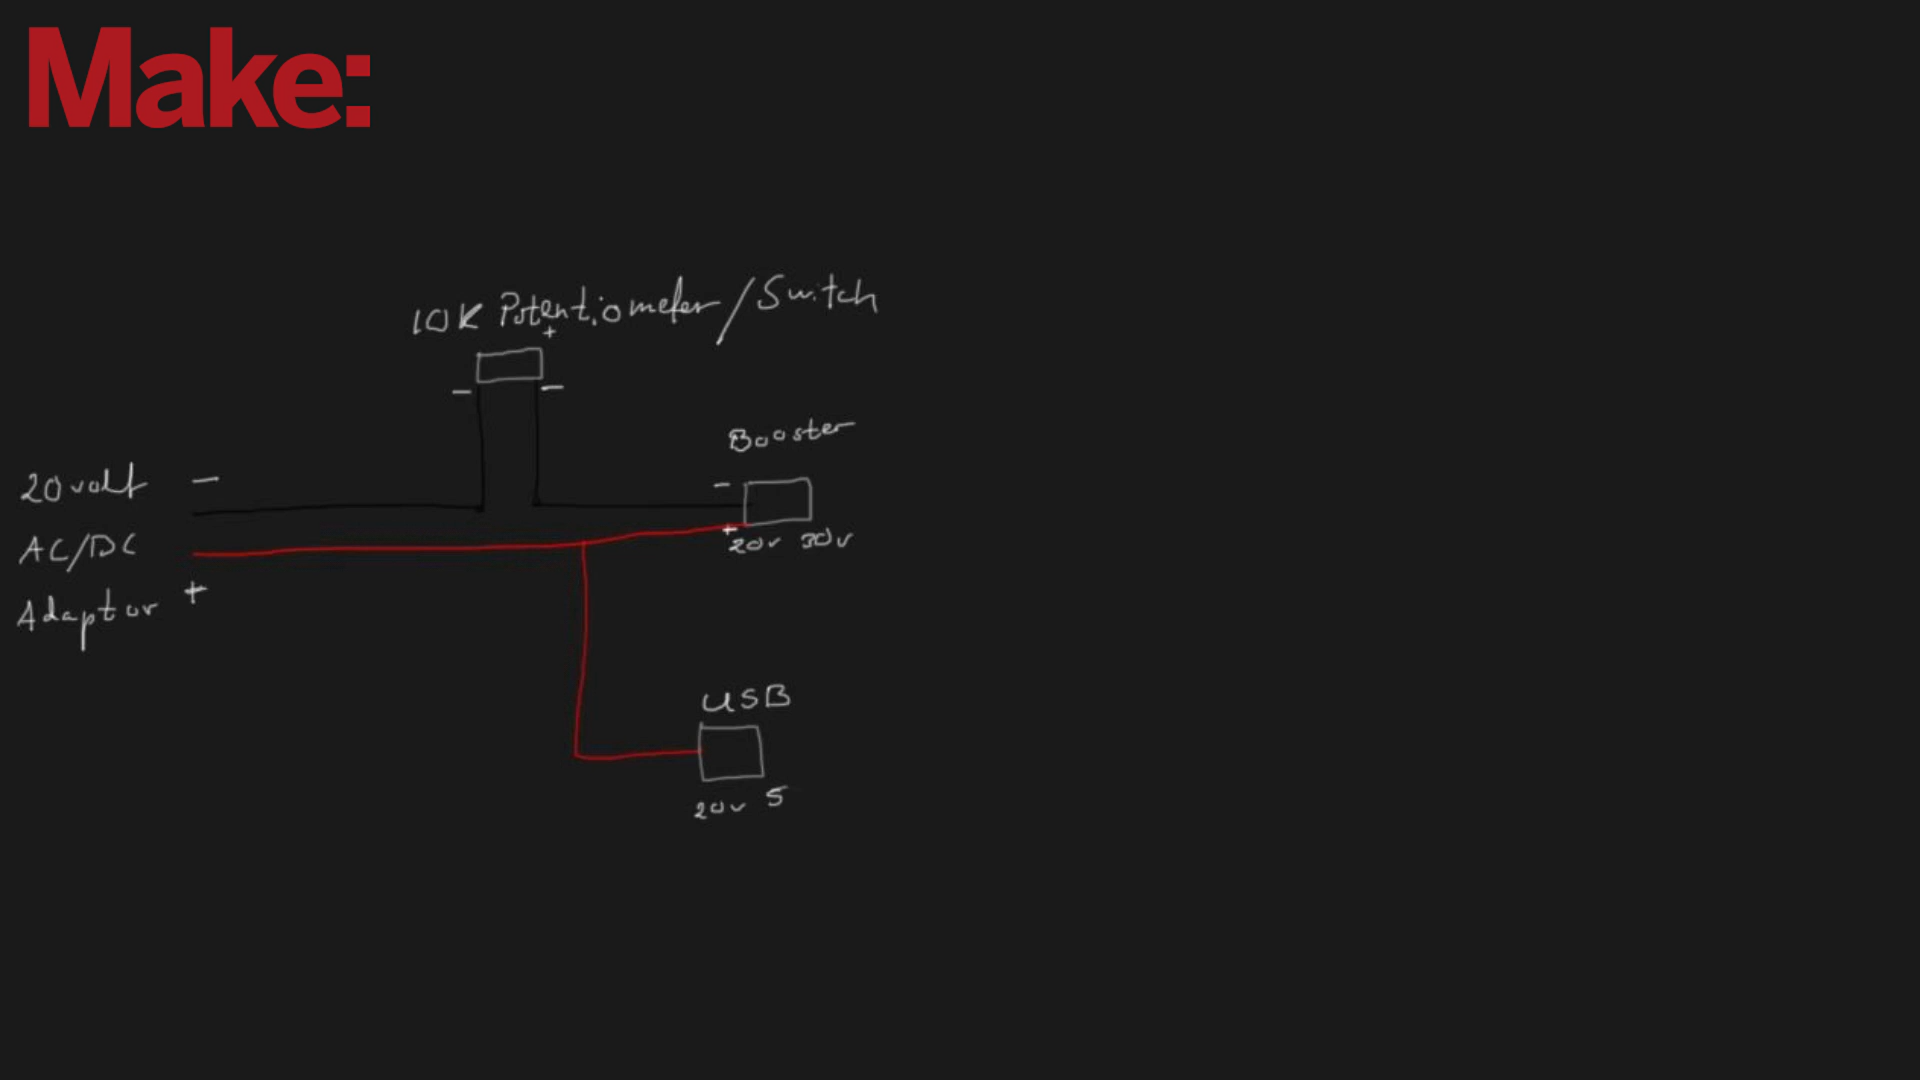 Make:
10K Potentiometer/Switch
+
- -
Booster
20volt -
-
AC/DC
+
20v 30v
Adaptor +
USB
20v 5